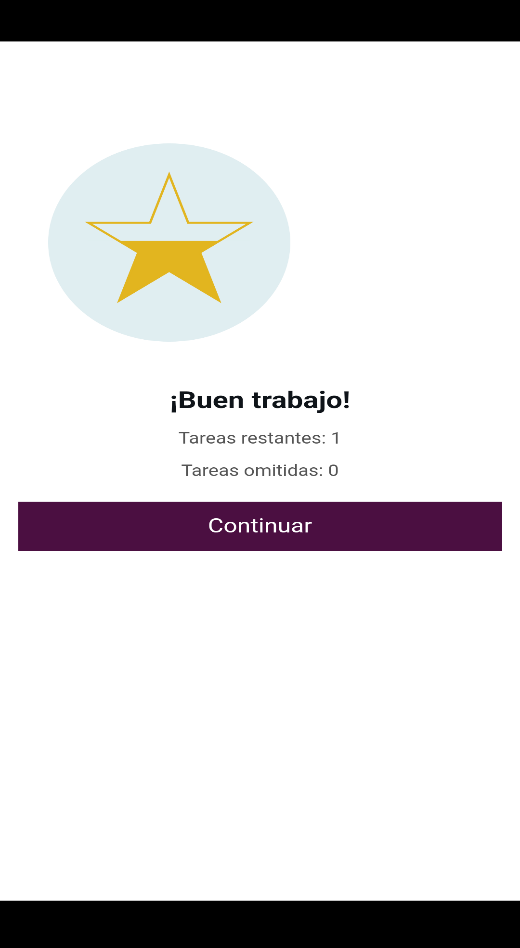 ¡Buen trabajo!
Tareas restantes: 1
Tareas omitidas: 0
Continuar